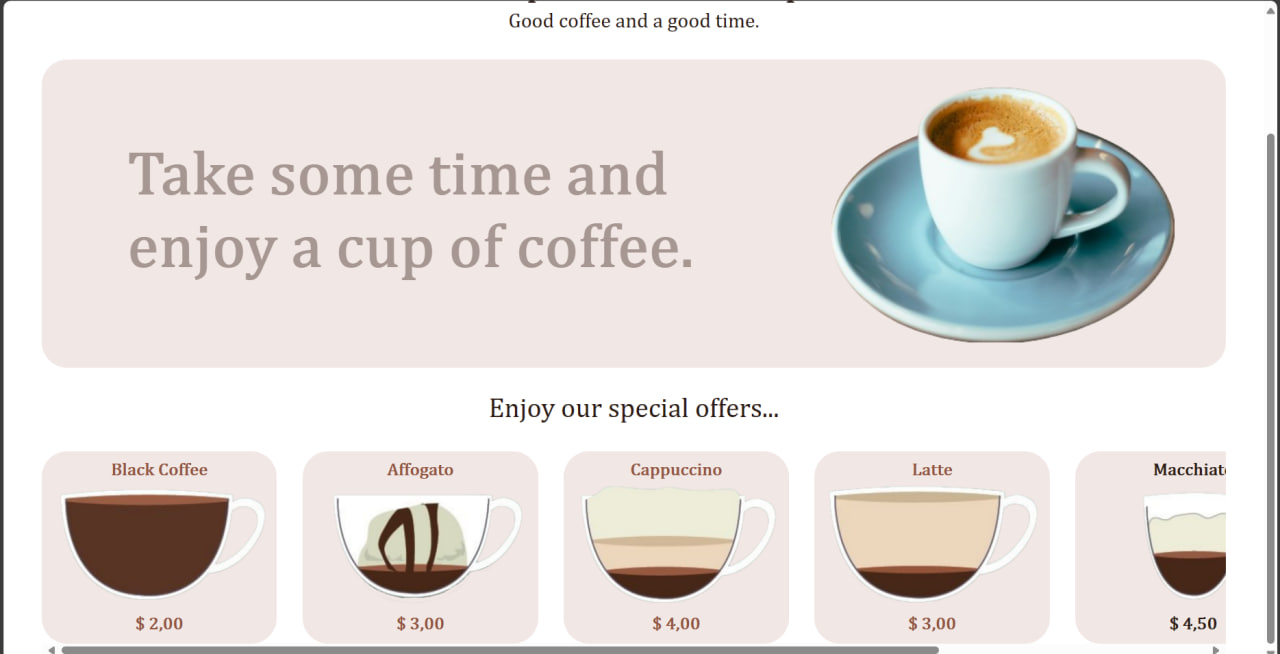 Good coffee and a good time.
Take some time and
enjoy a cup of coffee.
Enjoy our special offers...
Black Coffee
Affogato
Cappuccino
Latte
Macchiat
$ 2,00
$ 3,00
$ 4,00
$ 3,00
$ 4,50